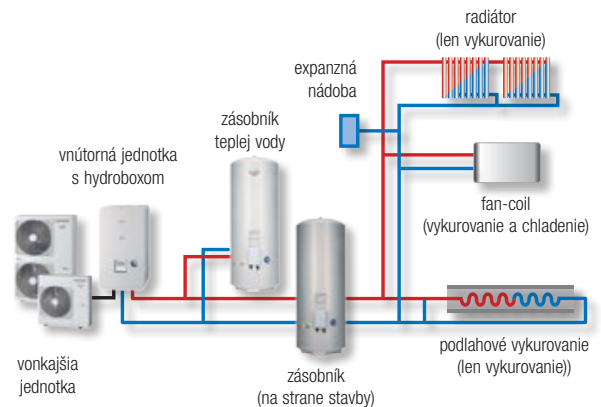 radiátor
(len vykurovanie)
expanzná
nádoba
zásobník
teplej vody
vnútorná jednotka
s hydroboxom
fan-coil
(vykurovanie a chladenie)
vonkajšia
jednotka
zásobník
(na strane stavby)
podlahové vykurovanie
(len vykurovanie))